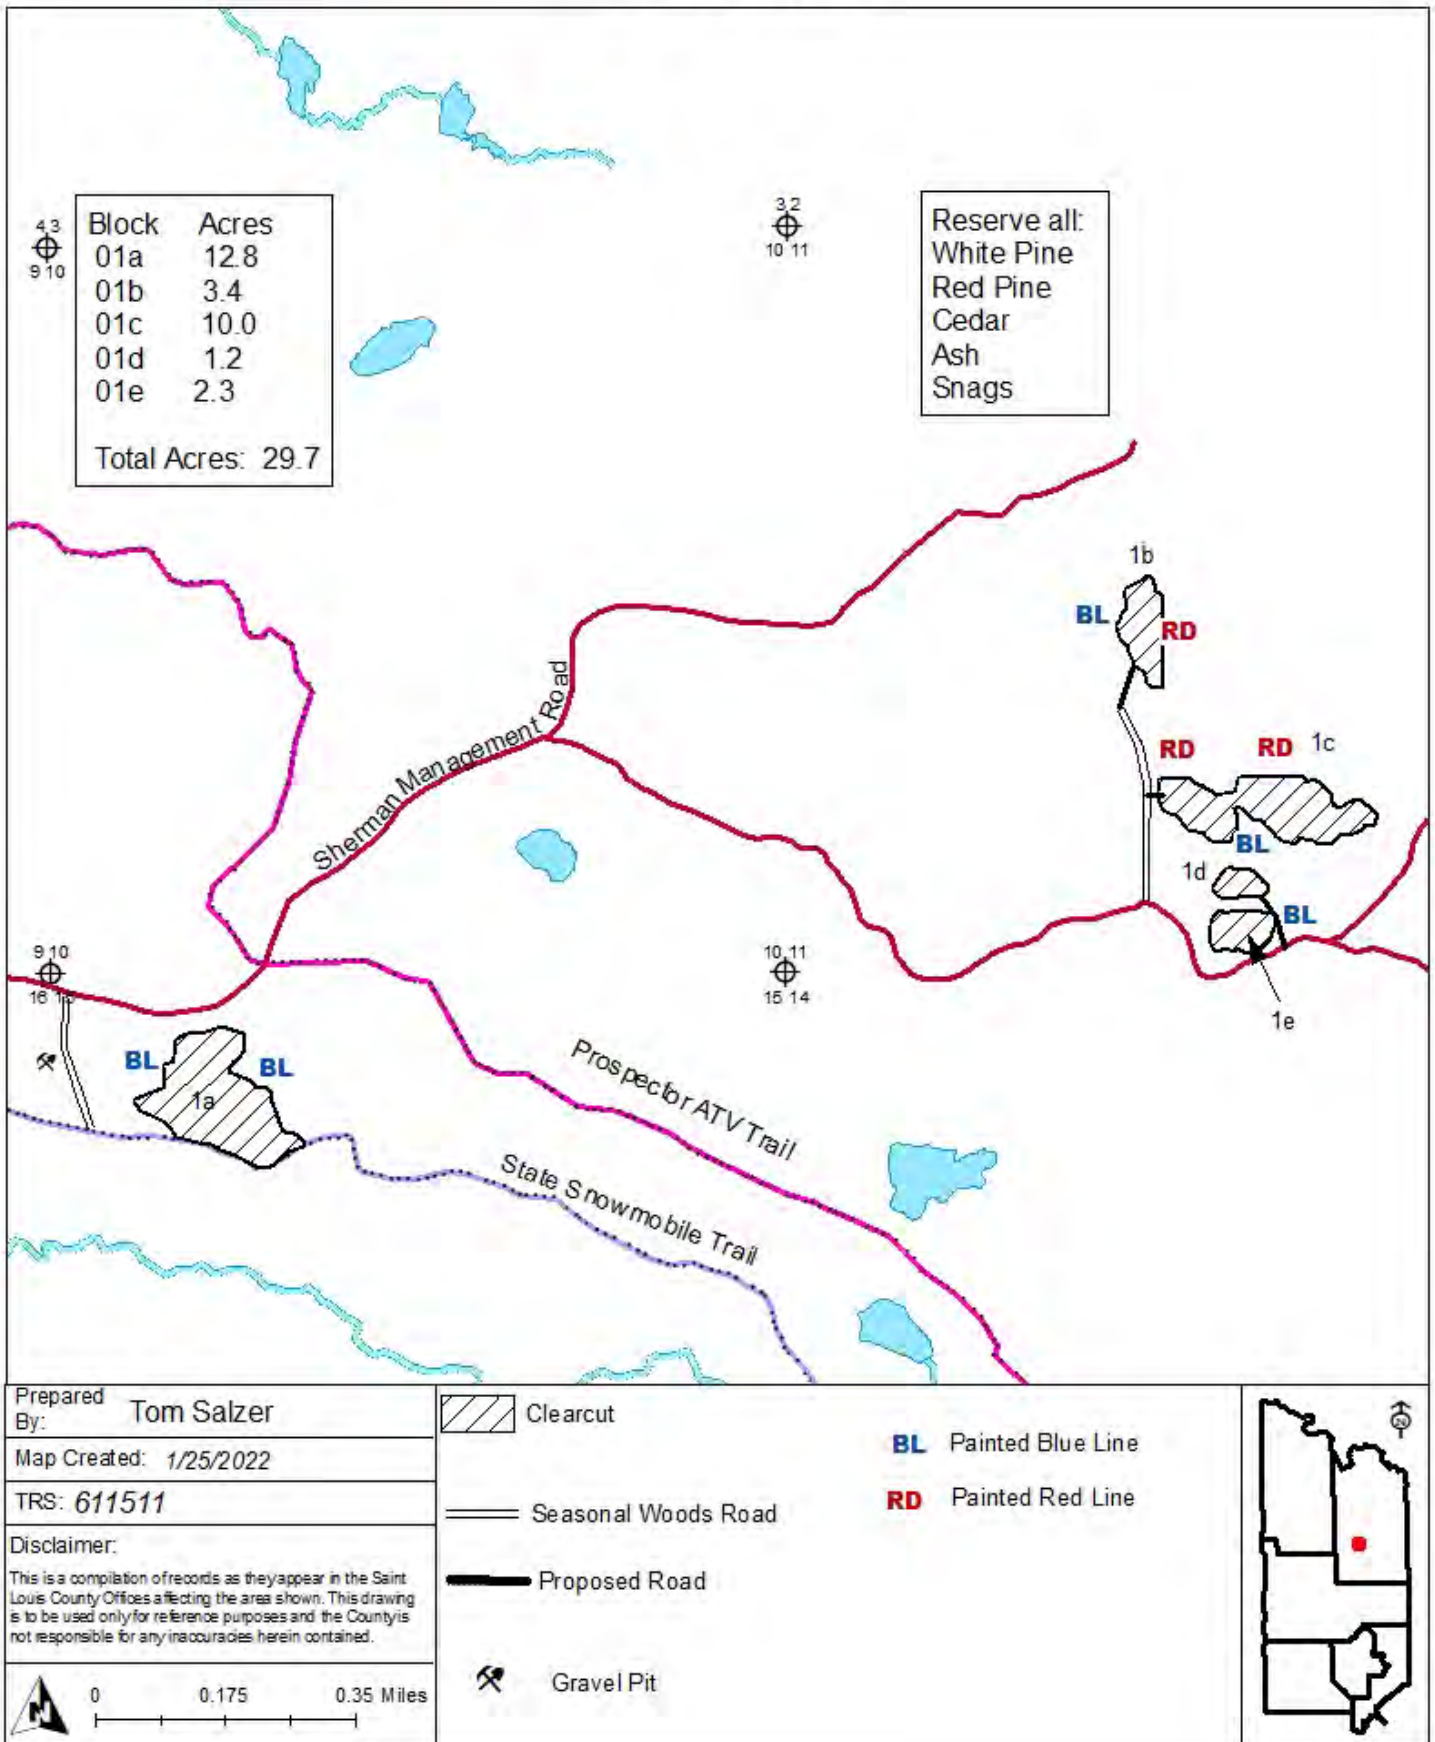 4 3
9 10
Block Acres
01a 12.8
01b 3.4
01c 10.0
01d 1.2
01e 2.3
Total Acres: 29.7
3 2
10 11
Reserve all:
White Pine
Red Pine
Cedar
Ash
Snags
1b
BL
RD
RD RD 1c
Sherman Management Road
BL
1d
BL
9 10
16 15
10 11
15 14
1e
BL BL
1a
Prospector ATV Trail
State Snowmobile Trail
Prepared
By: Tom Salzer
Map Created: 1/25/2022
TRS: 611511
Disclaimer:
This is a compilation of records as they appear in the Saint
Louis County Offices affecting the area shown. This drawing
is to be used only for reference purposes and the County is
not responsible for any inaccuracies herein contained.
N
0 0.175 0.35 Miles
Clearcut
Seasonal Woods Road
Proposed Road
Gravel Pit
BL Painted Blue Line
RD Painted Red Line